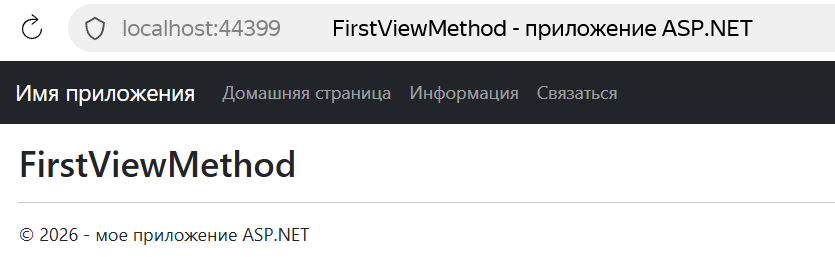 localhost:44399 FirstViewMethod - приложение ASP.NET
Имя приложения Домашняя страница Информация Связаться
FirstViewMethod
© 2026 - мое приложение ASP.NET